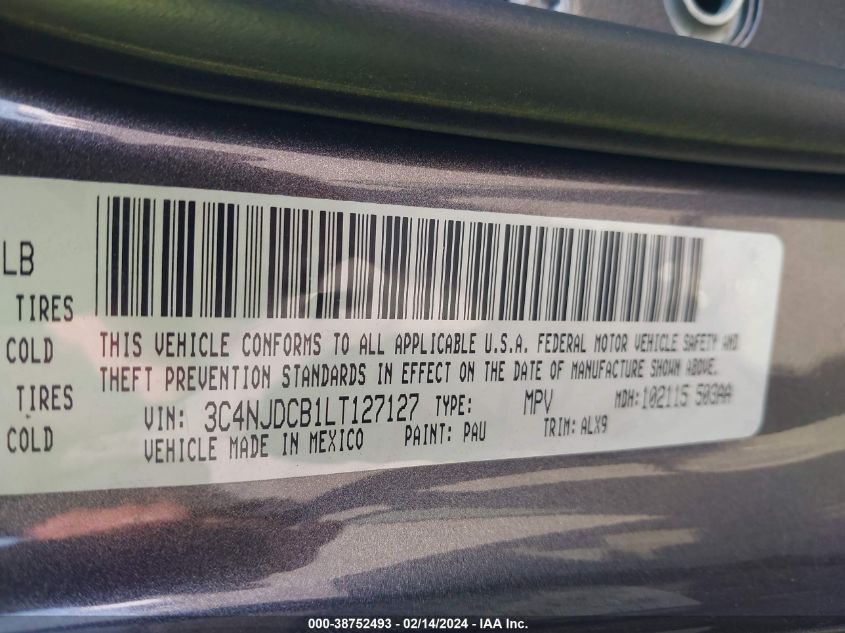 LB
TIRES
COLD
TIRES
COLD
THIS VEHICLE CONFORMS TO ALL APPLICABLE U.S.A. FEDERAL MOTOR VEHICLE SAFETY AND
THEFT PREVENTION STANDARDS IN EFFECT ON THE DATE OF MANUFACTURE SHOWN ABOVE.
VIN: 3C4NJDCB1LT127127 TYPE: MPV MDH: 102115 503AA
VEHICLE MADE IN MEXICO PAINT: PAU TRIM: ALX9
000-38752493 - 02/14/2024 - IAA Inc.